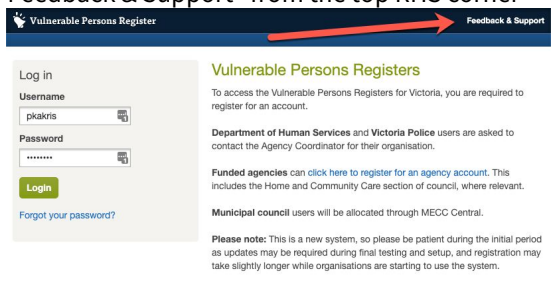 "Feedback & Support" from the top RHS corner
Vulnerable Persons Register
Feedback & Support
Log in
Username
pkakris
Password
••••••••
Login
Forgot your password?
Vulnerable Persons Registers
To access the Vulnerable Persons Registers for Victoria, you are required to
register for an account.
Department of Human Services and Victoria Police users are asked to
contact the Agency Coordinator for their organisation.
Funded agencies can click here to register for an agency account. This
includes the Home and Community Care section of council, where relevant.
Municipal council users will be allocated through MECC Central.
Please note: This is a new system, so please be patient during the initial period
as updates may be required during final testing and setup, and registration may
take slightly longer while organisations are starting to use the system.